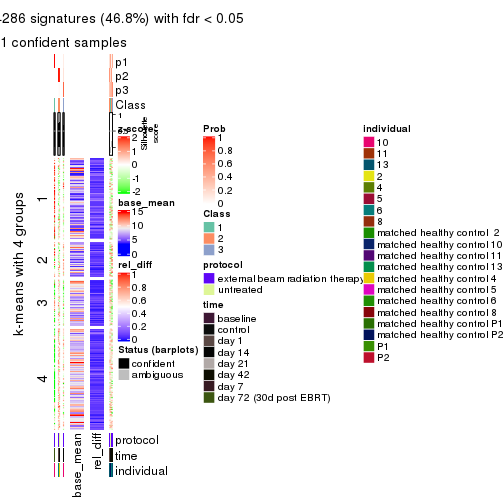 4286 signatures (46.8%) with fdr < 0.05
1 confident samples
p1
p2
p3
Class
1
Silhouette
score
z-score
2
1
0
-1
-2
base_mean
15
10
5
0
rel_diff
1
0.8
0.6
0.4
0.2
0
Status (barplots)
confident
ambiguous
k-means with 4 groups
1
2
3
4
protocol
time
individual
base_mean
rel_diff
Prob
1
0.8
0.6
0.4
0.2
0
Class
1
2
3
protocol
external beam radiation therapy
untreated
time
baseline
control
day 1
day 14
day 21
day 42
day 7
day 72 (30d post EBRT)
individual
10
11
13
2
4
5
6
8
matched healthy control 2
matched healthy control 10
matched healthy control 11
matched healthy control 13
matched healthy control 4
matched healthy control 5
matched healthy control 6
matched healthy control 8
matched healthy control P1
matched healthy control P2
P1
P2